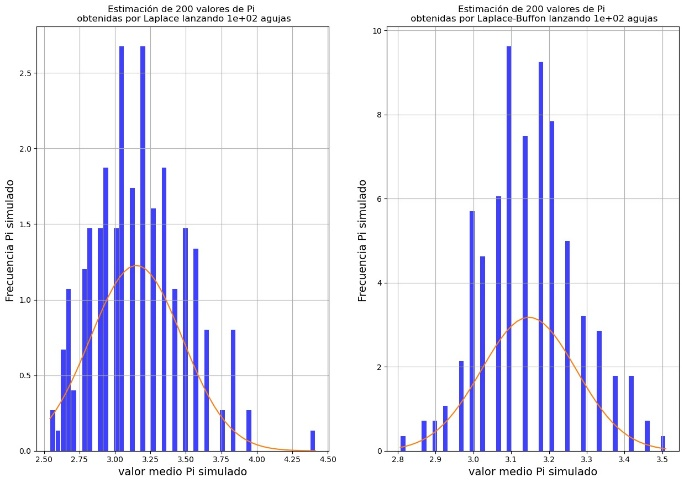 Estimación de 200 valores de Pi
obtenidas por Laplace lanzando 1e+02 agujas
Frecuencia Pi simulado
2.5
2.0
1.5
1.0
0.5
0.0
2.50 2.75 3.00 3.25 3.50 3.75 4.00 4.25 4.50
valor medio Pi simulado
Estimación de 200 valores de Pi
obtenidas por Laplace-Buffon lanzando 1e+02 agujas
Frecuencia Pi simulado
10
8
6
4
2
0
2.8 2.9 3.0 3.1 3.2 3.3 3.4 3.5
valor medio Pi simulado